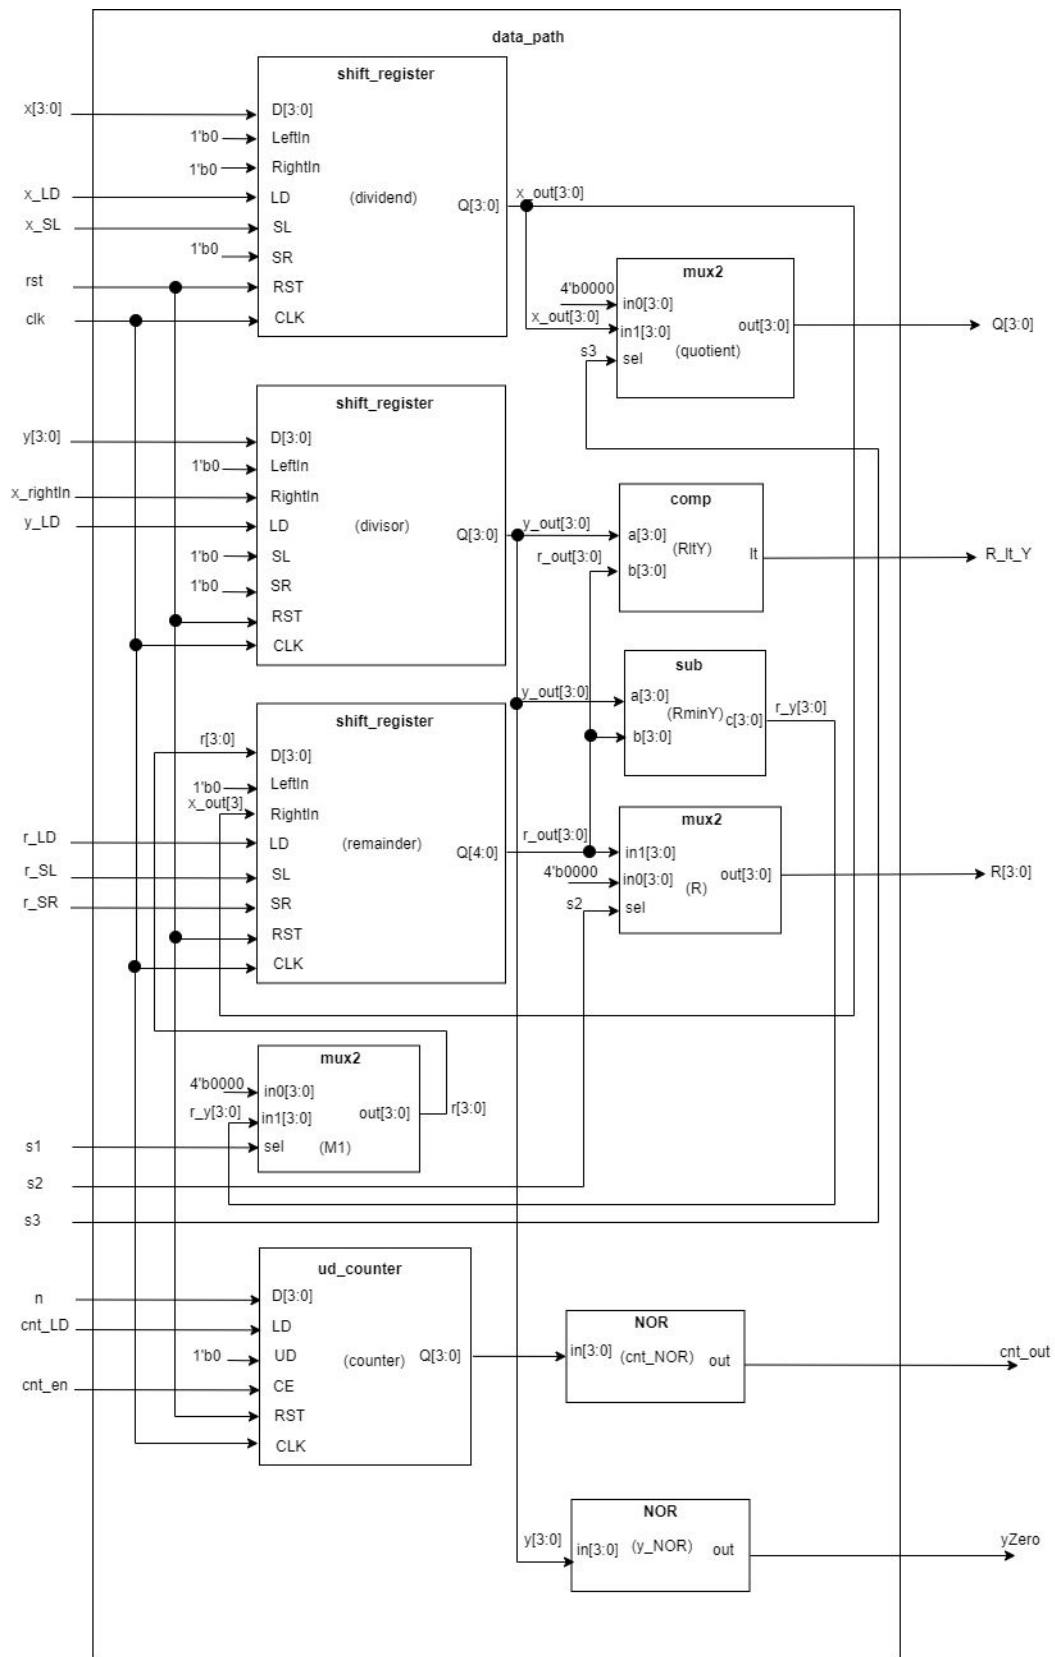 data_path
shift_register
x[3:0]
D[3:0]
1'b0
LeftIn
1'b0
RightIn
x_LD
LD
(dividend)
Q[3:0]
x_out[3:0]
x_SL
SL
1'b0
SR
rst
RST
clk
CLK
mux2
4'b0000
in0[3:0]
x_out[3:0]
in1[3:0]
out[3:0]
Q[3:0]
s3
sel
(quotient)
shift_register
y[3:0]
D[3:0]
1'b0
LeftIn
x_rightIn
RightIn
y_LD
LD
(divisor)
Q[3:0]
1'b0
SL
1'b0
SR
RST
CLK
comp
y_out[3:0]
a[3:0]
(RltY)
lt
R_lt_Y
r_out[3:0]
b[3:0]
sub
y_out[3:0]
a[3:0]
(RminY)
c[3:0]
r_y[3:0]
b[3:0]
shift_register
r[3:0]
D[3:0]
1'b0
LeftIn
x_out[3]
RightIn
r_LD
LD
(remainder)
Q[4:0]
r_SL
SL
r_SR
SR
RST
CLK
mux2
r_out[3:0]
in1[3:0]
4'b0000
in0[3:0]
out[3:0]
R[3:0]
(R)
s2
sel
mux2
4'b0000
in0[3:0]
r_y[3:0]
in1[3:0]
out[3:0]
r[3:0]
s1
sel
(M1)
s2
s3
ud_counter
n
D[3:0]
cnt_LD
LD
1'b0
UD
(counter)
Q[3:0]
cnt_en
CE
RST
CLK
NOR
in[3:0]
(cnt_NOR)
out
cnt_out
NOR
y[3:0]
in[3:0]
(y_NOR)
out
yZero